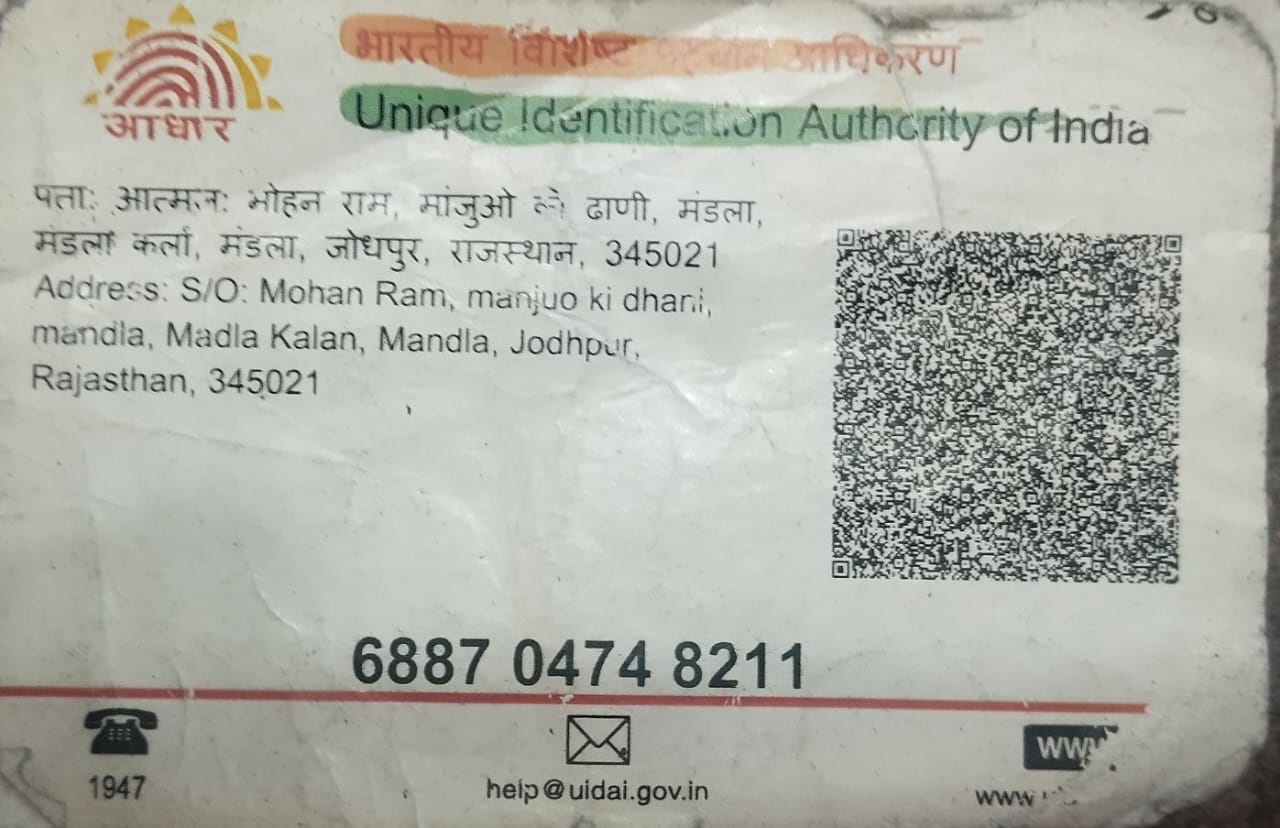 आधार
भारतीय विशिष्ट पहचान प्राधिकरण
Unique Identification Authority of India
पताः आत्मजः मोहन राम, मांजुओ की ढाणी, मंडला,
मंडला कलां, मंडला, जोधपुर, राजस्थान, 345021
Address: S/O: Mohan Ram, manjuo ki dhani,
mandla, Madla Kalan, Mandla, Jodhpur,
Rajasthan, 345021
6887 0474 8211
1947
help@uidai.gov.in
www
www